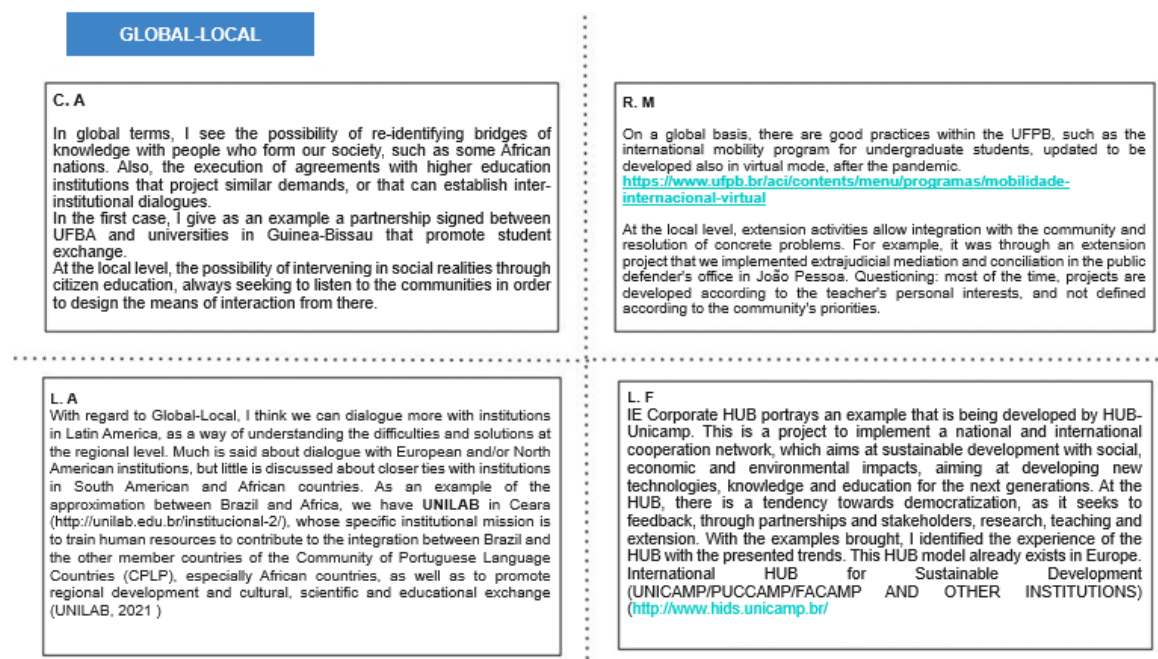 GLOBAL-LOCAL
C. A
In global terms, I see the possibility of re-identifying bridges of
knowledge with people who form our society, such as some African
nations. Also, the execution of agreements with higher education
institutions that project similar demands, or that can establish inter-
institutional dialogues.
In the first case, I give as an example a partnership signed between
UFBA and universities in Guinea-Bissau that promote student
exchange.
At the local level, the possibility of intervening in social realities through
citizen education, always seeking to listen to the communities in order
to design the means of interaction from there.
R. M
On a global basis, there are good practices within the UFPB, such as the
international mobility program for undergraduate students, updated to be
developed also in virtual mode, after the pandemic.
https://www.ufpb.br/aci/contents/menu/programas/mobilidade-
internacional-virtual
At the local level, extension activities allow integration with the community and
resolution of concrete problems. For example, it was through an extension
project that we implemented extrajudicial mediation and conciliation in the public
defender's office in João Pessoa. Questioning: most of the time, projects are
developed according to the teacher's personal interests, and not defined
according to the community's priorities.
L. A
With regard to Global-Local, I think we can dialogue more with institutions
in Latin America, as a way of understanding the difficulties and solutions at
the regional level. Much is said about dialogue with European and/or North
American institutions, but little is discussed about closer ties with institutions
in South American and African countries. As an example of the
approximation between Brazil and Africa, we have UNILAB in Ceara
(http://unilab.edu.br/institucional-2/), whose specific institutional mission is
to train human resources to contribute to the integration between Brazil and
the other member countries of the Community of Portuguese Language
Countries (CPLP), especially African countries, as well as to promote
regional development and cultural, scientific and educational exchange
(UNILAB, 2021 )
L. F
IE Corporate HUB portrays an example that is being developed by HUB-
Unicamp. This is a project to implement a national and international
cooperation network, which aims at sustainable development with social,
economic and environmental impacts, aiming at developing new
technologies, knowledge and education for the next generations. At the
HUB, there is a tendency towards democratization, as it seeks to
feedback, through partnerships and stakeholders, research, teaching and
extension. With the examples brought, I identified the experience of the
HUB with the presented trends. This HUB model already exists in Europe.
International HUB for Sustainable Development
(UNICAMP/PUCCAMP/FACAMP AND OTHER INSTITUTIONS)
(http://www.hids.unicamp.br/